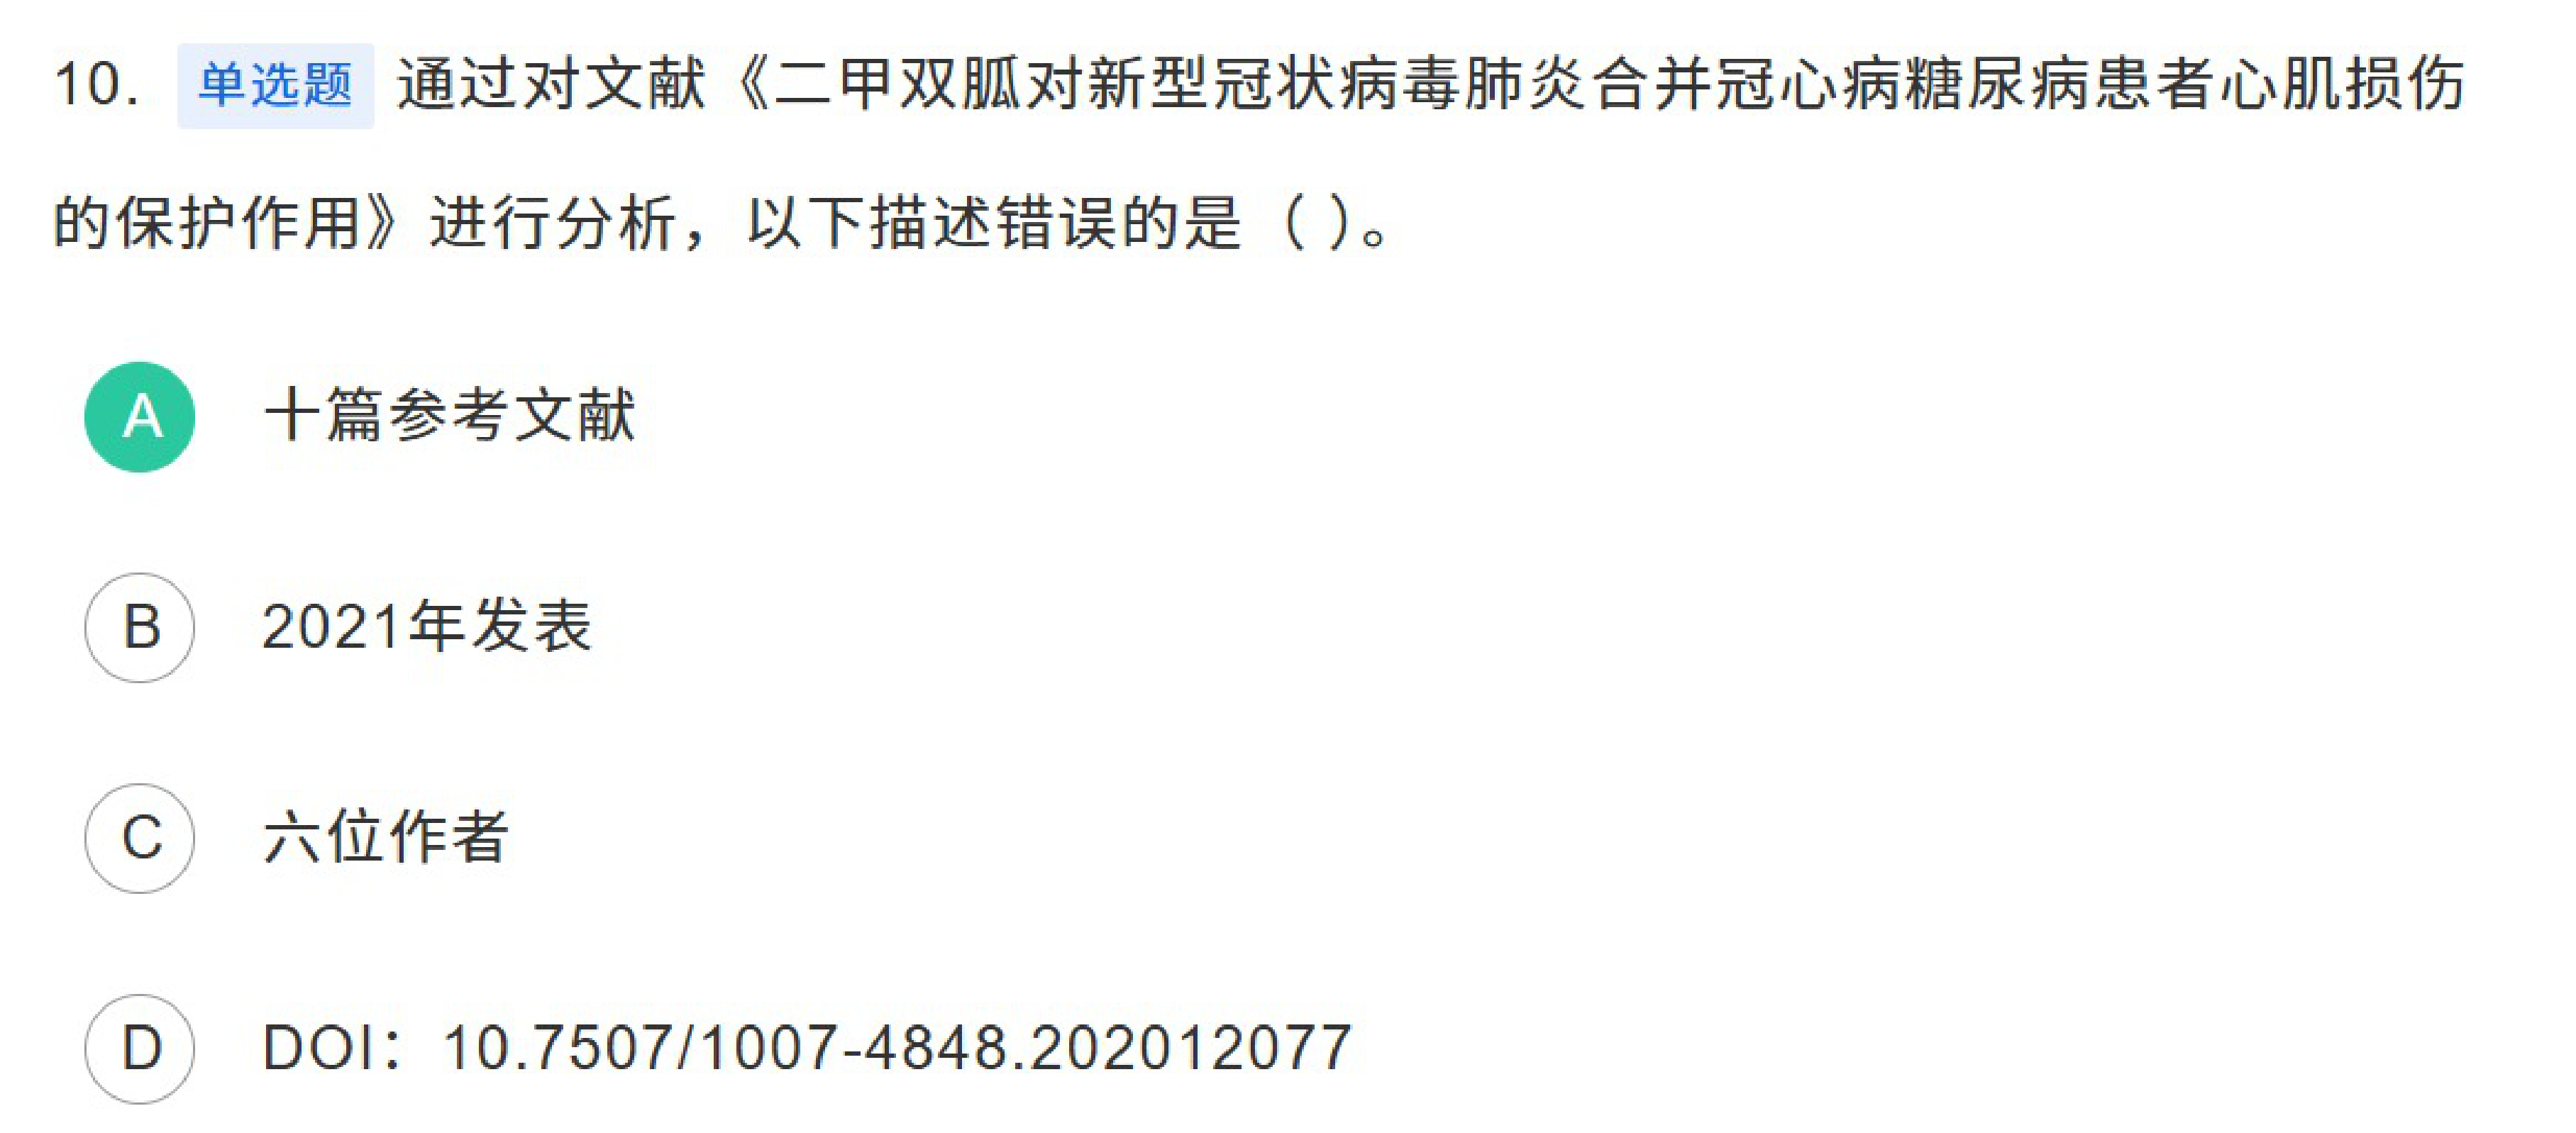 10. 单选题 通过对文献《二甲双胍对新型冠状病毒肺炎合并冠心病糖尿病患者心肌损伤
的保护作用》进行分析，以下描述错误的是（ ）。
A 十篇参考文献
B 2021年发表
C 六位作者
D DOI：10.7507/1007-4848.202012077